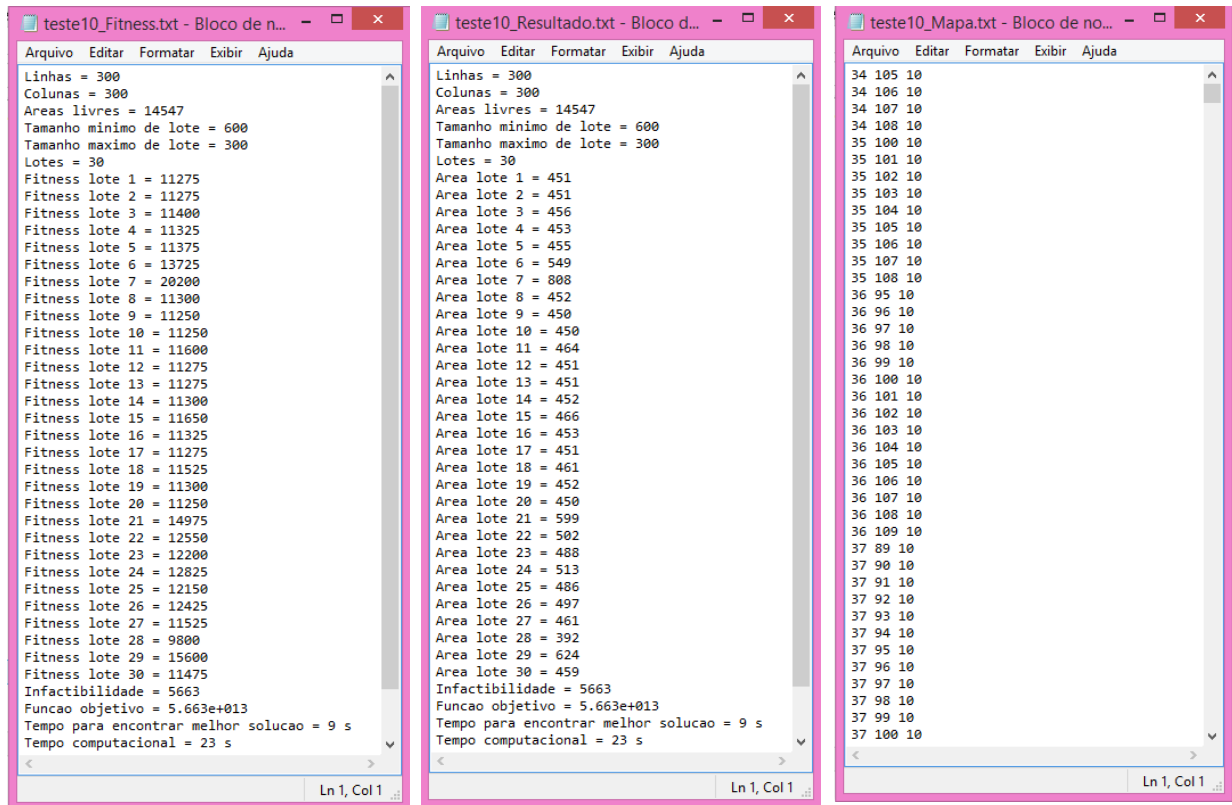 teste10_Fitness.txt - Bloco de n...
Arquivo Editar Formatar Exibir Ajuda
Linhas = 300
Colunas = 300
Areas livres = 14547
Tamanho minimo de lote = 600
Tamanho maximo de lote = 300
Lotes = 30
Fitness lote 1 = 11275
Fitness lote 2 = 11275
Fitness lote 3 = 11400
Fitness lote 4 = 11325
Fitness lote 5 = 11375
Fitness lote 6 = 13725
Fitness lote 7 = 20200
Fitness lote 8 = 11300
Fitness lote 9 = 11250
Fitness lote 10 = 11250
Fitness lote 11 = 11600
Fitness lote 12 = 11275
Fitness lote 13 = 11275
Fitness lote 14 = 11300
Fitness lote 15 = 11650
Fitness lote 16 = 11325
Fitness lote 17 = 11275
Fitness lote 18 = 11525
Fitness lote 19 = 11300
Fitness lote 20 = 11250
Fitness lote 21 = 14975
Fitness lote 22 = 12550
Fitness lote 23 = 12200
Fitness lote 24 = 12825
Fitness lote 25 = 12150
Fitness lote 26 = 12425
Fitness lote 27 = 11525
Fitness lote 28 = 9800
Fitness lote 29 = 15600
Fitness lote 30 = 11475
Infactibilidade = 5663
Funcao objetivo = 5.663e+013
Tempo para encontrar melhor solucao = 9 s
Tempo computacional = 23 s
Ln 1, Col 1
teste10_Resultado.txt - Bloco d...
Arquivo Editar Formatar Exibir Ajuda
Linhas = 300
Colunas = 300
Areas livres = 14547
Tamanho minimo de lote = 600
Tamanho maximo de lote = 300
Lotes = 30
Area lote 1 = 451
Area lote 2 = 451
Area lote 3 = 456
Area lote 4 = 453
Area lote 5 = 455
Area lote 6 = 549
Area lote 7 = 808
Area lote 8 = 452
Area lote 9 = 450
Area lote 10 = 450
Area lote 11 = 464
Area lote 12 = 451
Area lote 13 = 451
Area lote 14 = 452
Area lote 15 = 466
Area lote 16 = 453
Area lote 17 = 451
Area lote 18 = 461
Area lote 19 = 452
Area lote 20 = 450
Area lote 21 = 599
Area lote 22 = 502
Area lote 23 = 488
Area lote 24 = 513
Area lote 25 = 486
Area lote 26 = 497
Area lote 27 = 461
Area lote 28 = 392
Area lote 29 = 624
Area lote 30 = 459
Infactibilidade = 5663
Funcao objetivo = 5.663e+013
Tempo para encontrar melhor solucao = 9 s
Tempo computacional = 23 s
Ln 1, Col 1
teste10_Mapa.txt - Bloco de no...
Arquivo Editar Formatar Exibir Ajuda
34 105 10
34 106 10
34 107 10
34 108 10
35 100 10
35 101 10
35 102 10
35 103 10
35 104 10
35 105 10
35 106 10
35 107 10
35 108 10
36 95 10
36 96 10
36 97 10
36 98 10
36 99 10
36 100 10
36 101 10
36 102 10
36 103 10
36 104 10
36 105 10
36 106 10
36 107 10
36 108 10
36 109 10
37 89 10
37 90 10
37 91 10
37 92 10
37 93 10
37 94 10
37 95 10
37 96 10
37 97 10
37 98 10
37 99 10
37 100 10
Ln 1, Col 1